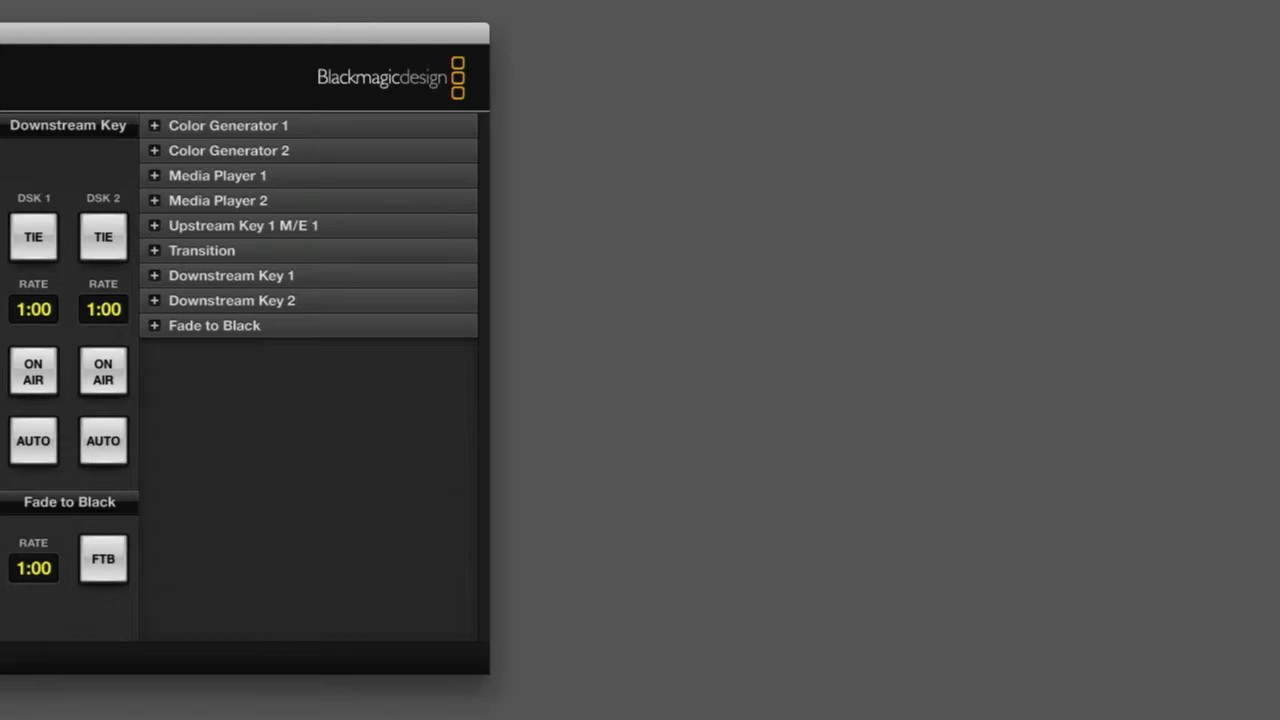 Blackmagicdesign
Downstream Key
DSK 1 DSK 2
TIE TIE
RATE RATE
1:00 1:00
ON AIR ON AIR
AUTO AUTO
Fade to Black
RATE
1:00 FTB
Color Generator 1
Color Generator 2
Media Player 1
Media Player 2
Upstream Key 1 M/E 1
Transition
Downstream Key 1
Downstream Key 2
Fade to Black